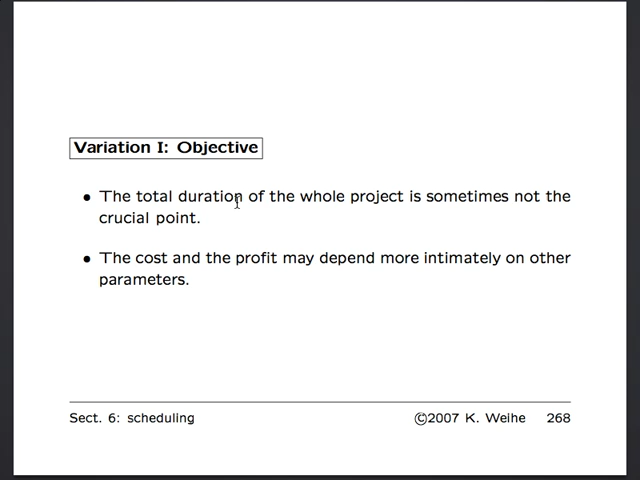 Variation I: Objective
• The total duration of the whole project is sometimes not the
crucial point.
• The cost and the profit may depend more intimately on other
parameters.
Sect. 6: scheduling ©2007 K. Weihe 268